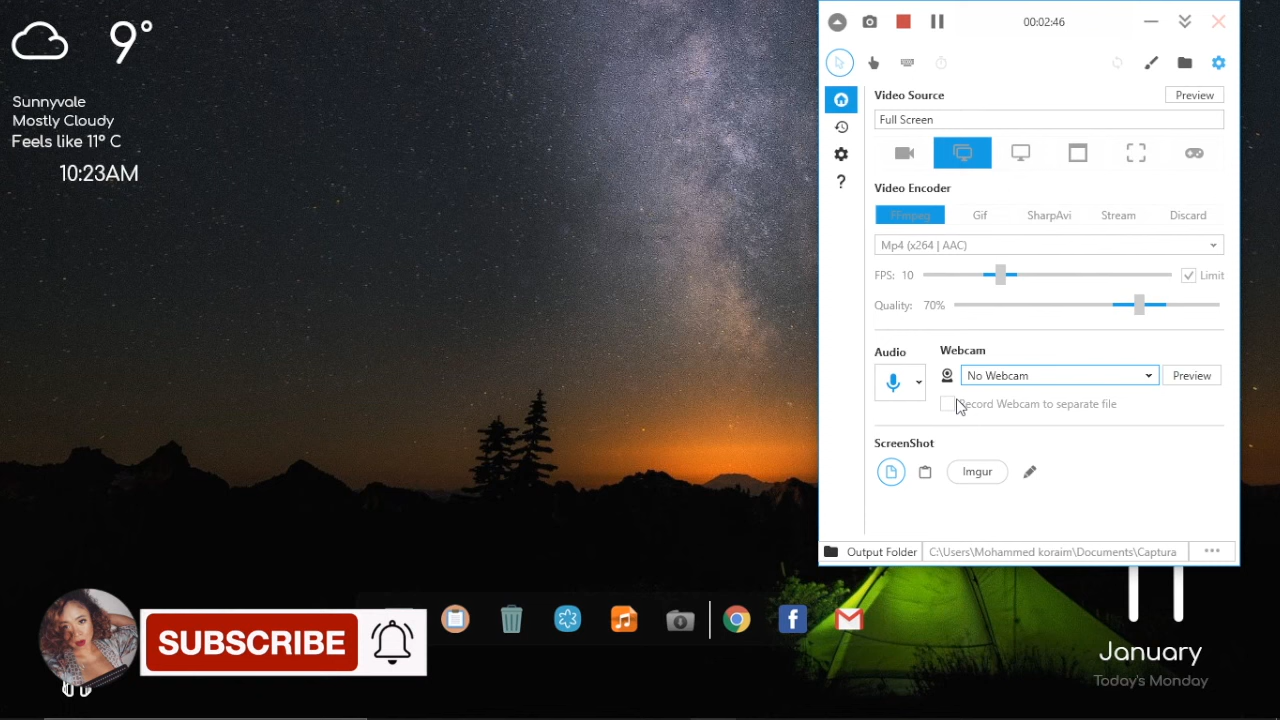 9°
Sunnyvale
Mostly Cloudy
Feels like 11° C
10:23AM
00:02:46
Video Source
Preview
Full Screen
Video Encoder
FFmpeg Gif SharpAvi Stream Discard
Mp4 (x264 | AAC)
FPS: 10
Limit
Quality: 70%
Audio
Webcam
No Webcam
Preview
Record Webcam to separate file
ScreenShot
Imgur
Output Folder
C:\Users\Mohammed koraim\Documents\Captura
SUBSCRIBE
11
January
Today's Monday